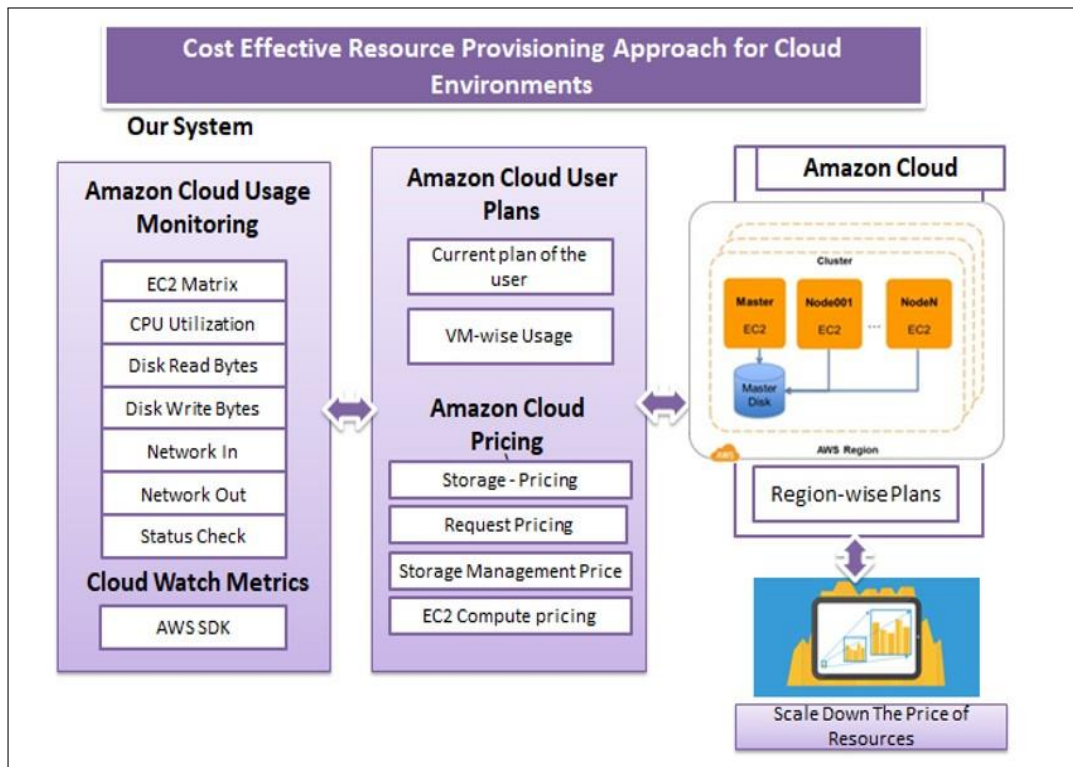 Cost Effective Resource Provisioning Approach for Cloud
Environments
Our System
Amazon Cloud Usage
Monitoring
EC2 Matrix
CPU Utilization
Disk Read Bytes
Disk Write Bytes
Network In
Network Out
Status Check
Cloud Watch Metrics
AWS SDK
Amazon Cloud User
Plans
Current plan of the
user
VM-wise Usage
Amazon Cloud
Pricing
Storage - Pricing
Request Pricing
Storage Management Price
EC2 Compute pricing
Amazon Cloud
Cluster
Master
EC2
Node001
EC2
...
NodeN
EC2
Master
Disk
AWS
AWS Region
Region-wise Plans
Scale Down The Price of
Resources